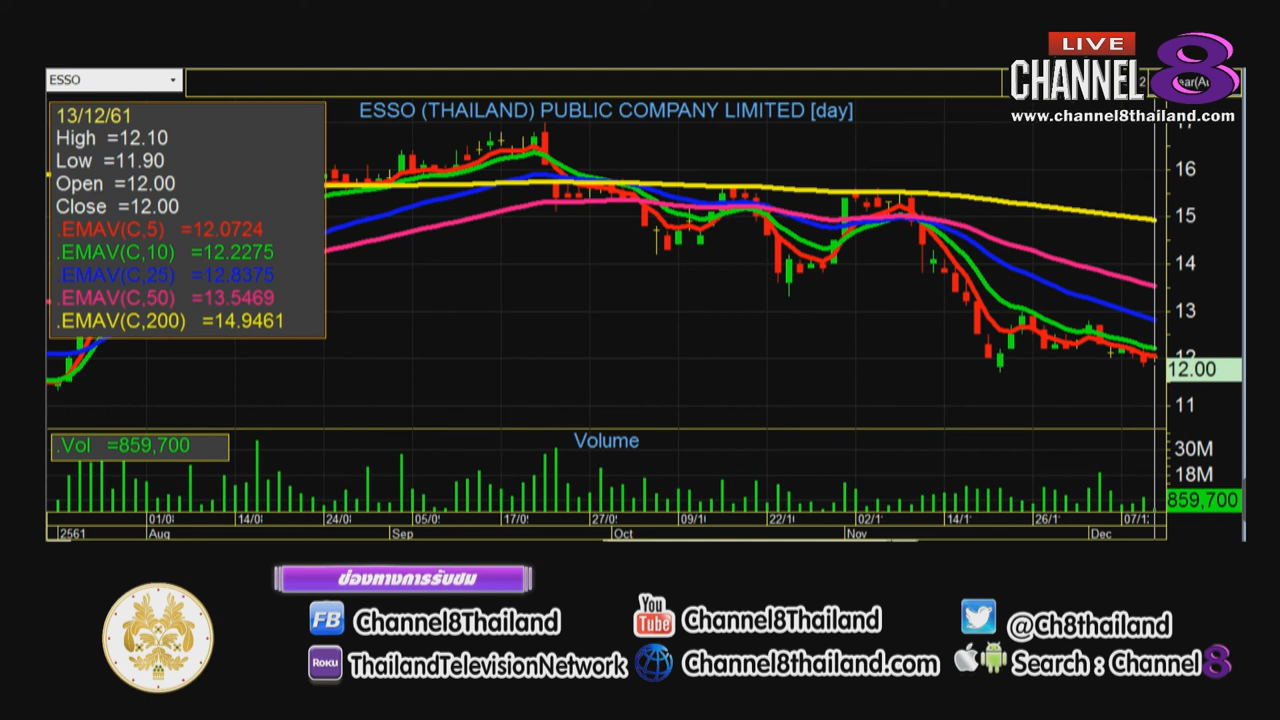 LIVE
CHANNEL 8
www.channel8thailand.com
ESSO
ESSO (THAILAND) PUBLIC COMPANY LIMITED [day]
13/12/61
High =12.10
Low =11.90
Open =12.00
Close =12.00
.EMAV(C,5) =12.0724
.EMAV(C,10) =12.2275
.EMAV(C,25) =12.8375
.EMAV(C,50) =13.5469
.EMAV(C,200) =14.9461
17
16
15
14
13
12
12.00
11
.Vol =859,700
Volume
30M
18M
859,700
01/0 14/0 24/0 05/0 17/0 27/0 09/1 22/1 02/1 14/1 26/1 07/1
2561 Aug Sep Oct Nov Dec
ช่องทางการรับชม
FB Channel8Thailand
You Tube Channel8Thailand
@Ch8thailand
ROKU ThailandTelevisionNetwork
Channel8thailand.com
Search : Channel 8